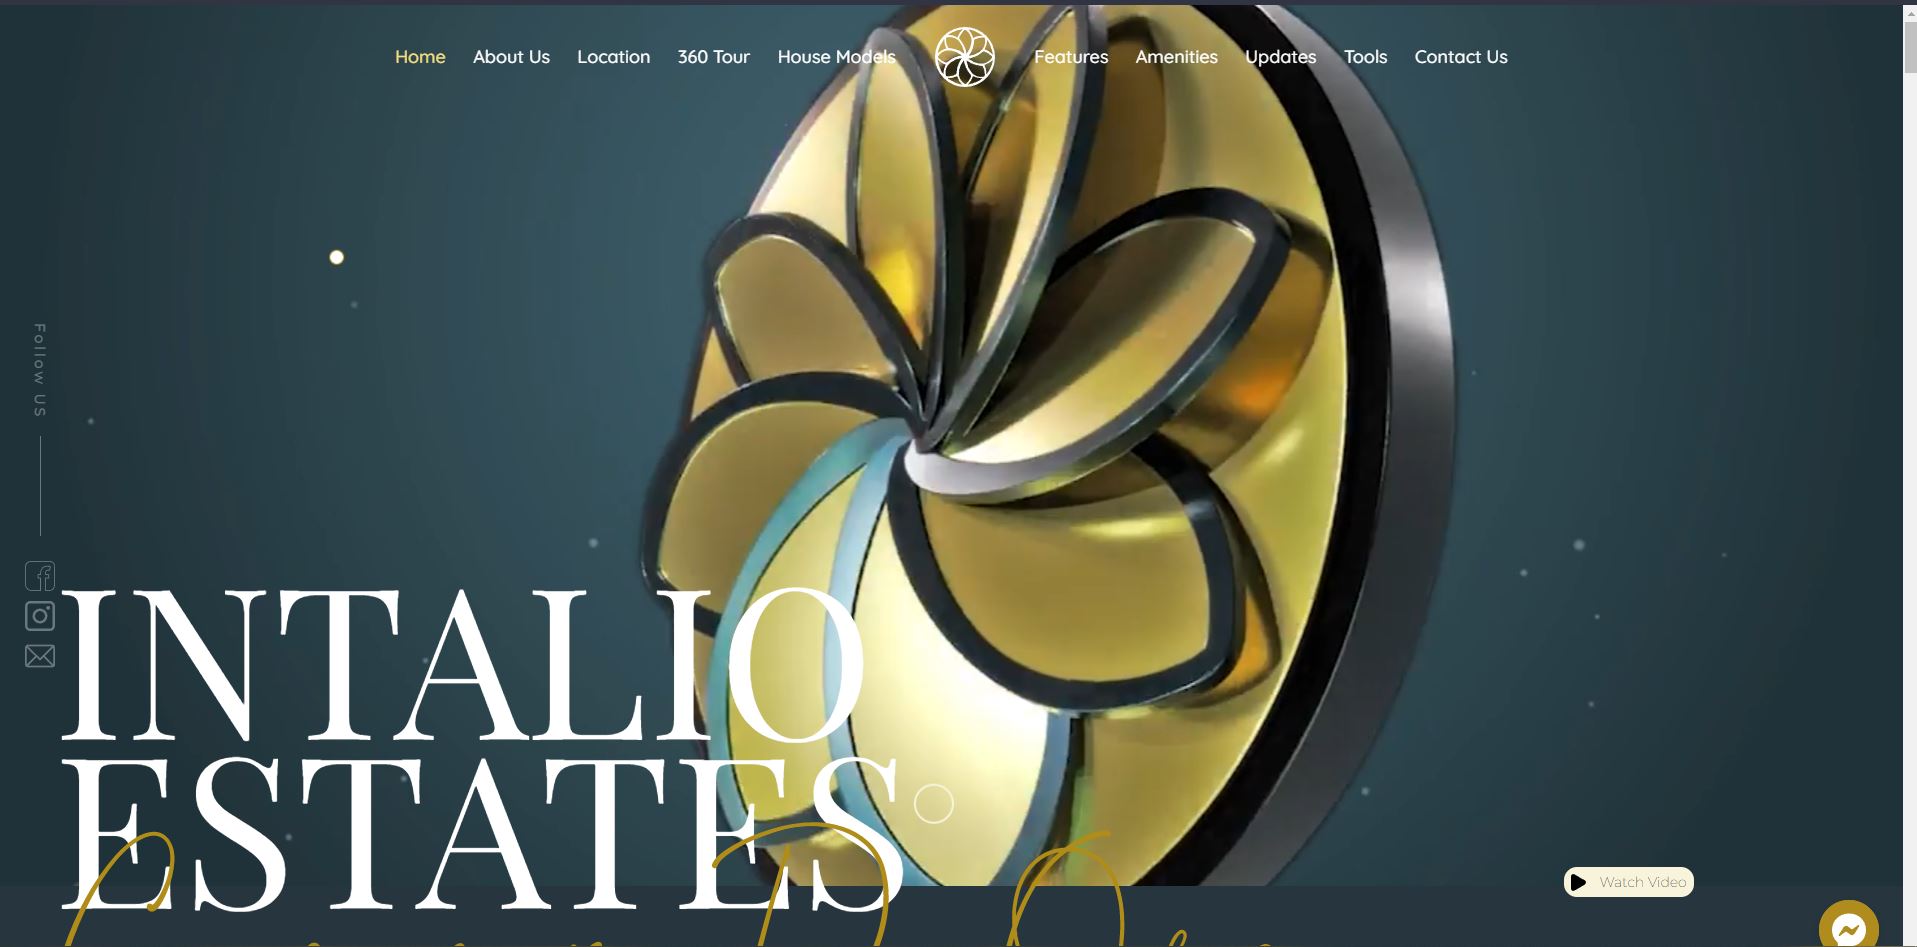 Home About Us Location 360 Tour House Models Features Amenities Updates Tools Contact Us
Follow US
INTALIO
ESTATES
Watch Video